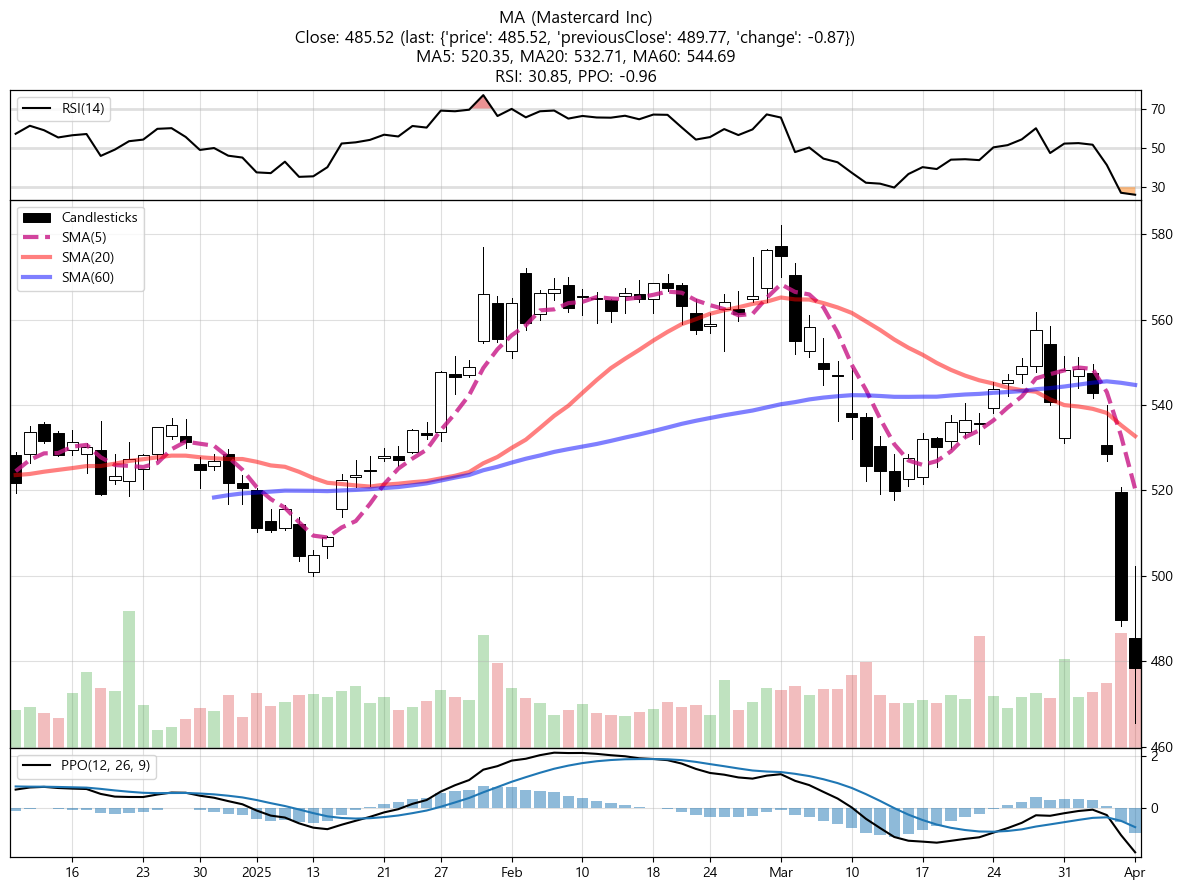 MA (Mastercard Inc)
Close: 485.52 (last: {'price': 485.52, 'previousClose': 489.77, 'change': -0.87})
MA5: 520.35, MA20: 532.71, MA60: 544.69
RSI: 30.85, PPO: -0.96
RSI(14)
70
50
30
Candlesticks
SMA(5)
SMA(20)
SMA(60)
580
560
540
520
500
480
460
PPO(12, 26, 9)
2
0
16 23 30 2025 13 21 27 Feb 10 18 24 Mar 10 17 24 31 Apr